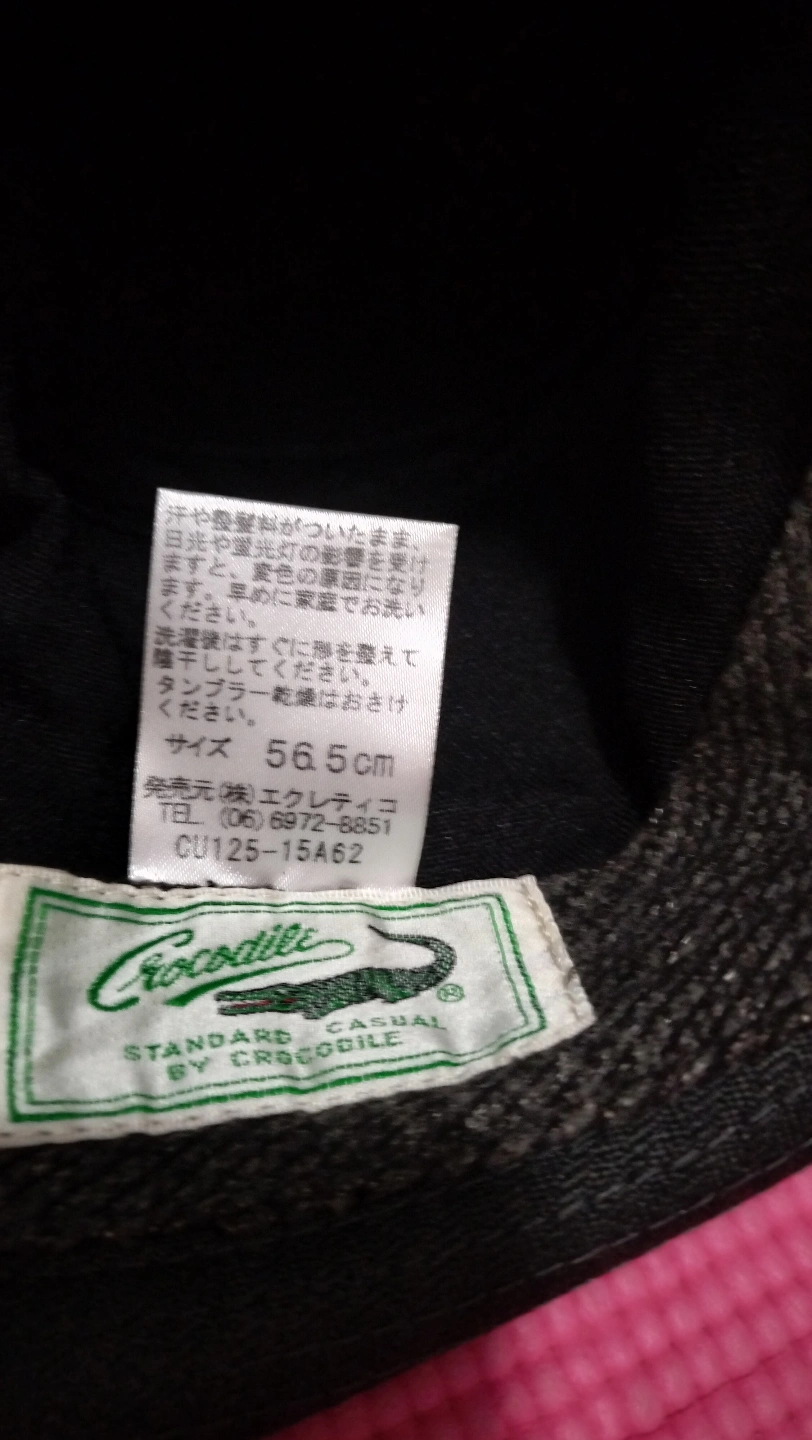 汗や整髪料がついたまま、
日光や蛍光灯の影響を受け
ますと、変色の原因になり
ます。早めに家庭でお洗い
ください。
洗濯後はすぐに形を整えて
陰干ししてください。
タンブラー乾燥はおさけ
ください。
サイズ 56.5cm
発売元(株)エクレティコ
TEL. (06)6972-8851
CU125-15A62
Crocodile
®
STANDARD CASUAL
BY CROCODILE